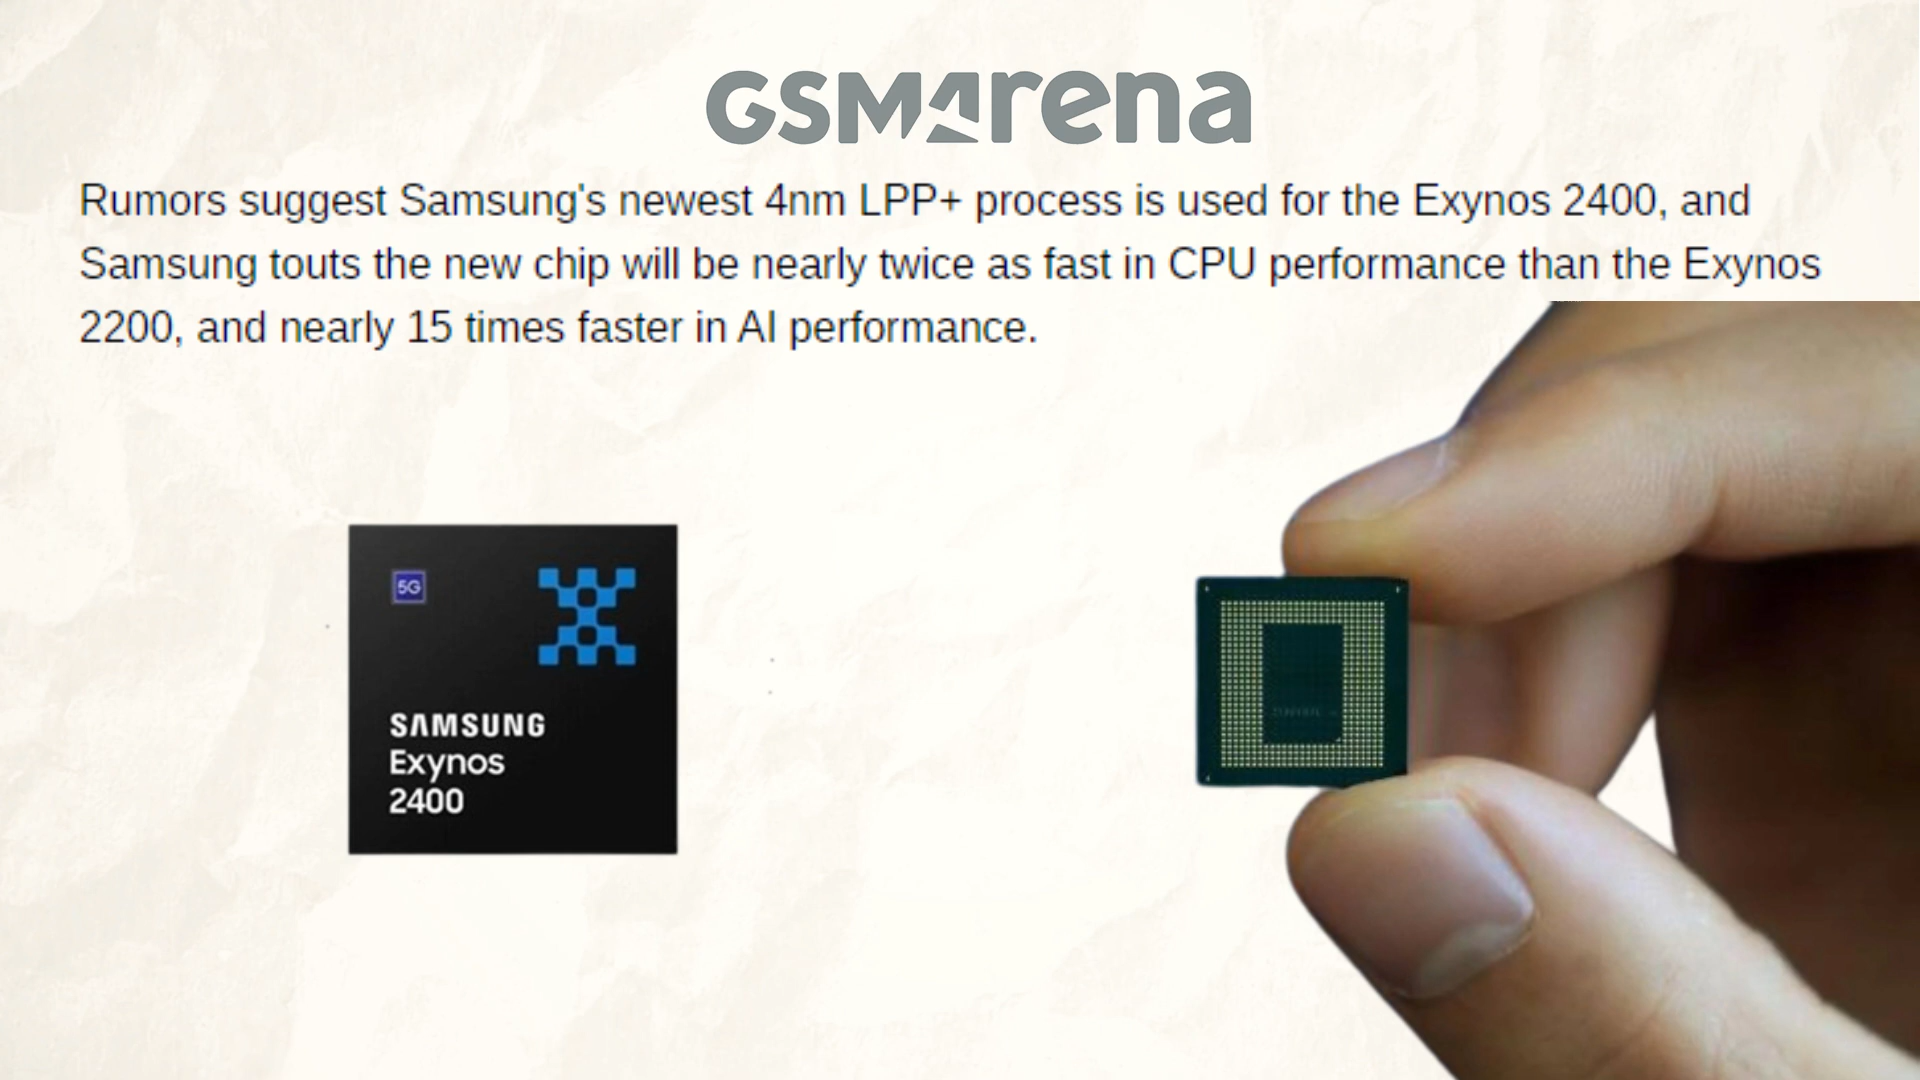 GSMArena
Rumors suggest Samsung's newest 4nm LPP+ process is used for the Exynos 2400, and
Samsung touts the new chip will be nearly twice as fast in CPU performance than the Exynos
2200, and nearly 15 times faster in AI performance.
5G
SAMSUNG
Exynos
2400